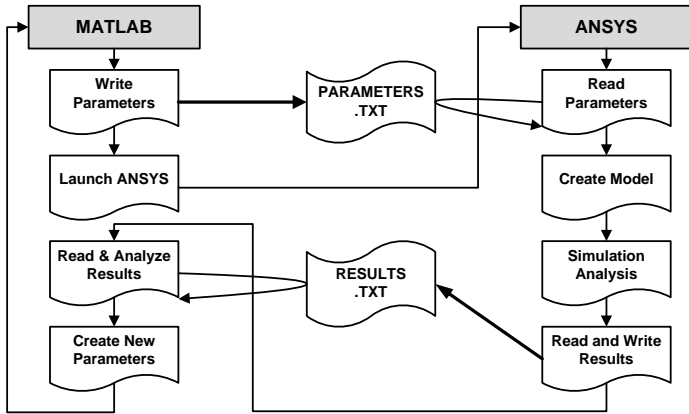 MATLAB
ANSYS
Write
Parameters
PARAMETERS
.TXT
Read
Parameters
Launch ANSYS
Create Model
Read & Analyze
Results
RESULTS
.TXT
Simulation
Analysis
Create New
Parameters
Read and Write
Results